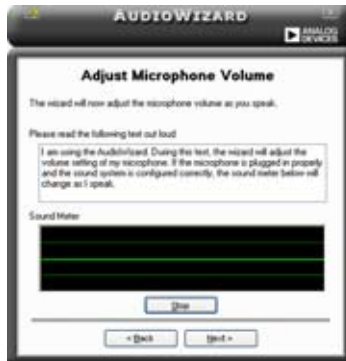 AudioWizard
ANALOG
DEVICES
Adjust Microphone Volume
The wizard will now adjust the microphone volume as you speak.
Please read the following text out loud
I am using the AudioWizard. During this test, the wizard will adjust the
volume setting of my microphone. If the microphone is plugged in properly
and the sound system is configured correctly, the sound meter below will
change as I speak.
Sound Meter
Stop
< Back
Next >